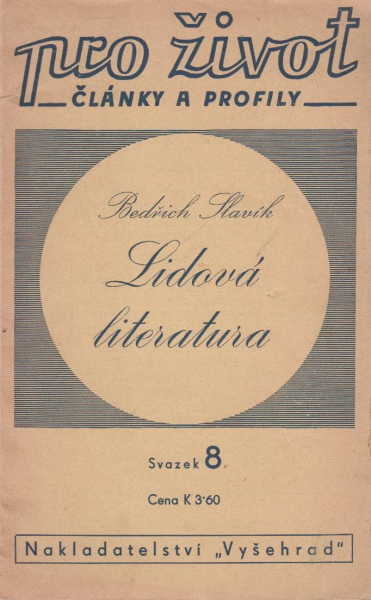 pro život
ČLÁNKY A PROFILY
Bedřich Slavík
Lidová
literatura
Svazek 8.
Cena K 3·60
Nakladatelství „Vyšehrad"